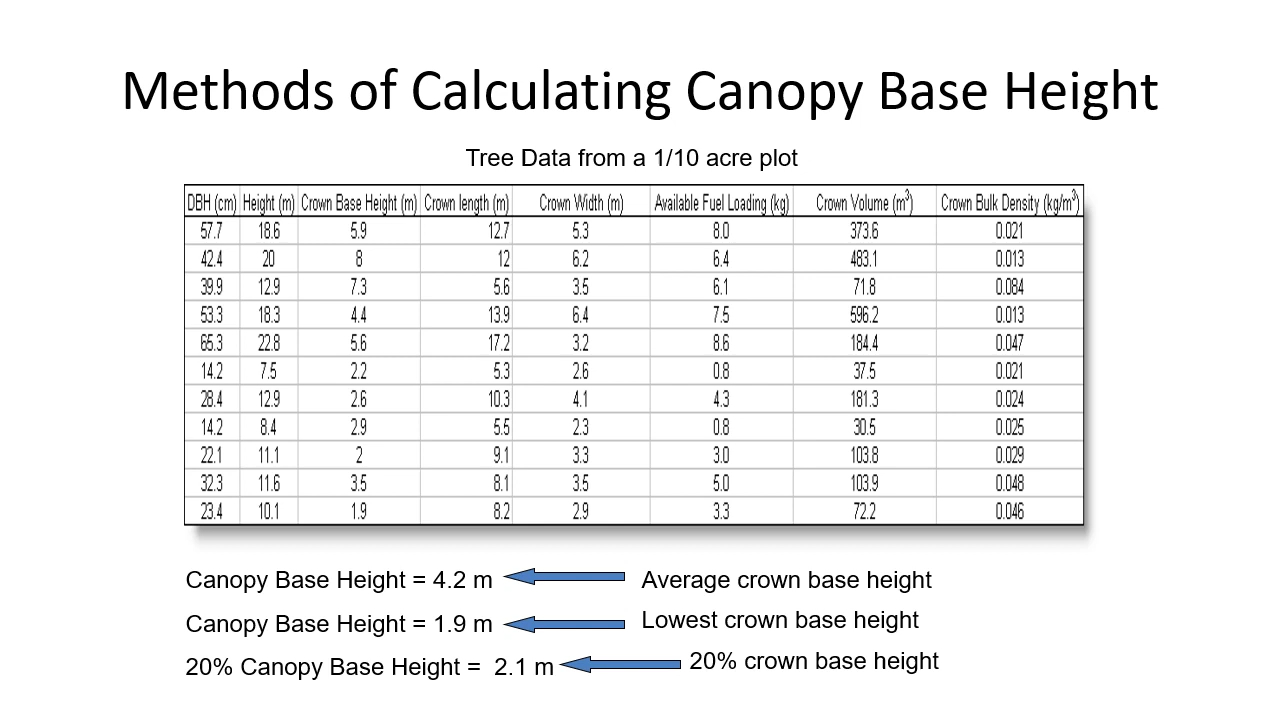 Methods of Calculating Canopy Base Height
Tree Data from a 1/10 acre plot
DBH (cm) Height (m) Crown Base Height (m) Crown length (m) Crown Width (m) Available Fuel Loading (kg) Crown Volume (m³) Crown Bulk Density (kg/m³)
57.7 18.6 5.9 12.7 5.3 8.0 373.6 0.021
42.4 20 8 12 6.2 6.4 483.1 0.013
39.9 12.9 7.3 5.6 3.5 6.1 71.8 0.084
53.3 18.3 4.4 13.9 6.4 7.5 596.2 0.013
65.3 22.8 5.6 17.2 3.2 8.6 184.4 0.047
14.2 7.5 2.2 5.3 2.6 0.8 37.5 0.021
28.4 12.9 2.6 10.3 4.1 4.3 181.3 0.024
14.2 8.4 2.9 5.5 2.3 0.8 30.5 0.025
22.1 11.1 2 9.1 3.3 3.0 103.8 0.029
32.3 11.6 3.5 8.1 3.5 5.0 103.9 0.048
23.4 10.1 1.9 8.2 2.9 3.3 72.2 0.046
Canopy Base Height = 4.2 m Average crown base height
Canopy Base Height = 1.9 m Lowest crown base height
20% Canopy Base Height = 2.1 m 20% crown base height